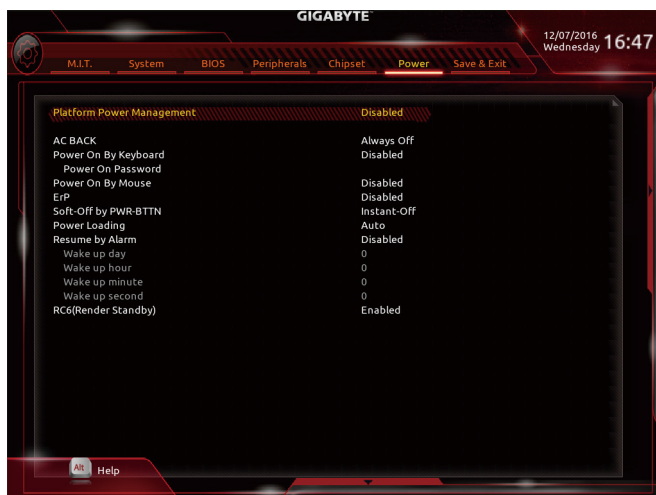 GIGABYTE
12/07/2016 Wednesday 16:47
M.I.T. System BIOS Peripherals Chipset Power Save & Exit
Platform Power Management Disabled
AC BACK Always Off
Power On By Keyboard Disabled
Power On Password
Power On By Mouse Disabled
ErP Disabled
Soft-Off by PWR-BTTN Instant-Off
Power Loading Auto
Resume by Alarm Disabled
Wake up day 0
Wake up hour 0
Wake up minute 0
Wake up second 0
RC6(Render Standby) Enabled
Alt Help